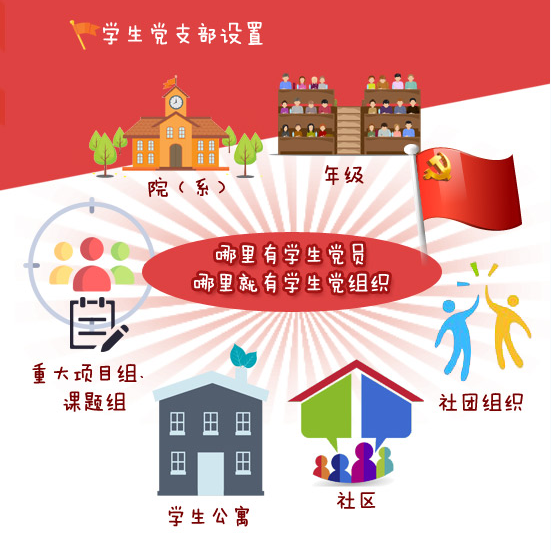 学生党支部设置
院（系）
年级
哪里有学生党员
哪里就有学生党组织
重大项目组、
课题组
社团组织
学生公寓
社区